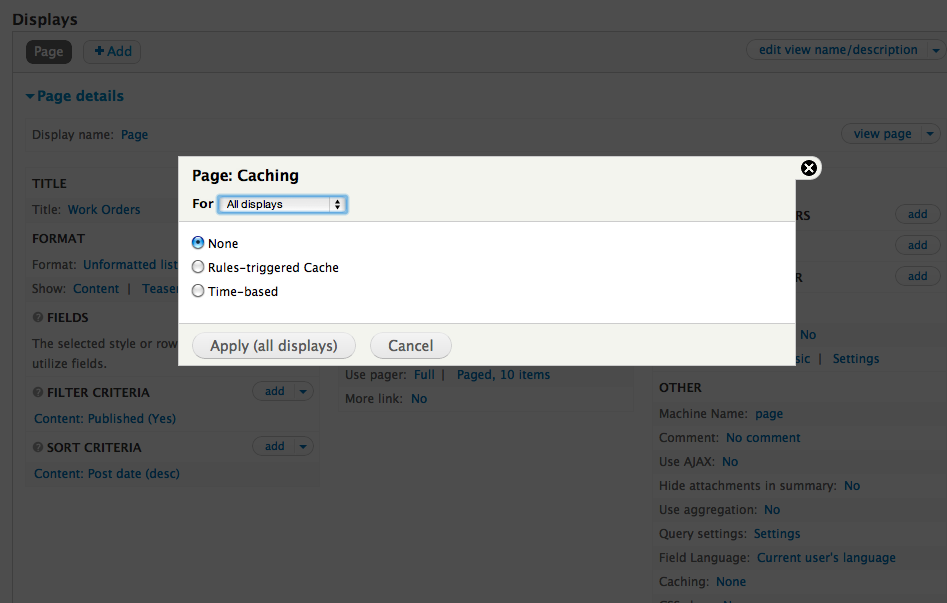 Displays
Page
Add
edit view name/description
Page details
Display name: Page
view page
Page: Caching
For All displays
None
Rules-triggered Cache
Time-based
Apply (all displays)
Cancel
TITLE
Title: Work Orders
FORMAT
Format: Unformatted list
Show: Content | Teaser
FIELDS
The selected style or row
utilize fields.
FILTER CRITERIA
add
Content: Published (Yes)
SORT CRITERIA
add
Content: Post date (desc)
Use pager: Full | Paged, 10 items
More link: No
RS
add
add
R
add
No
sic | Settings
OTHER
Machine Name: page
Comment: No comment
Use AJAX: No
Hide attachments in summary: No
Use aggregation: No
Query settings: Settings
Field Language: Current user's language
Caching: None